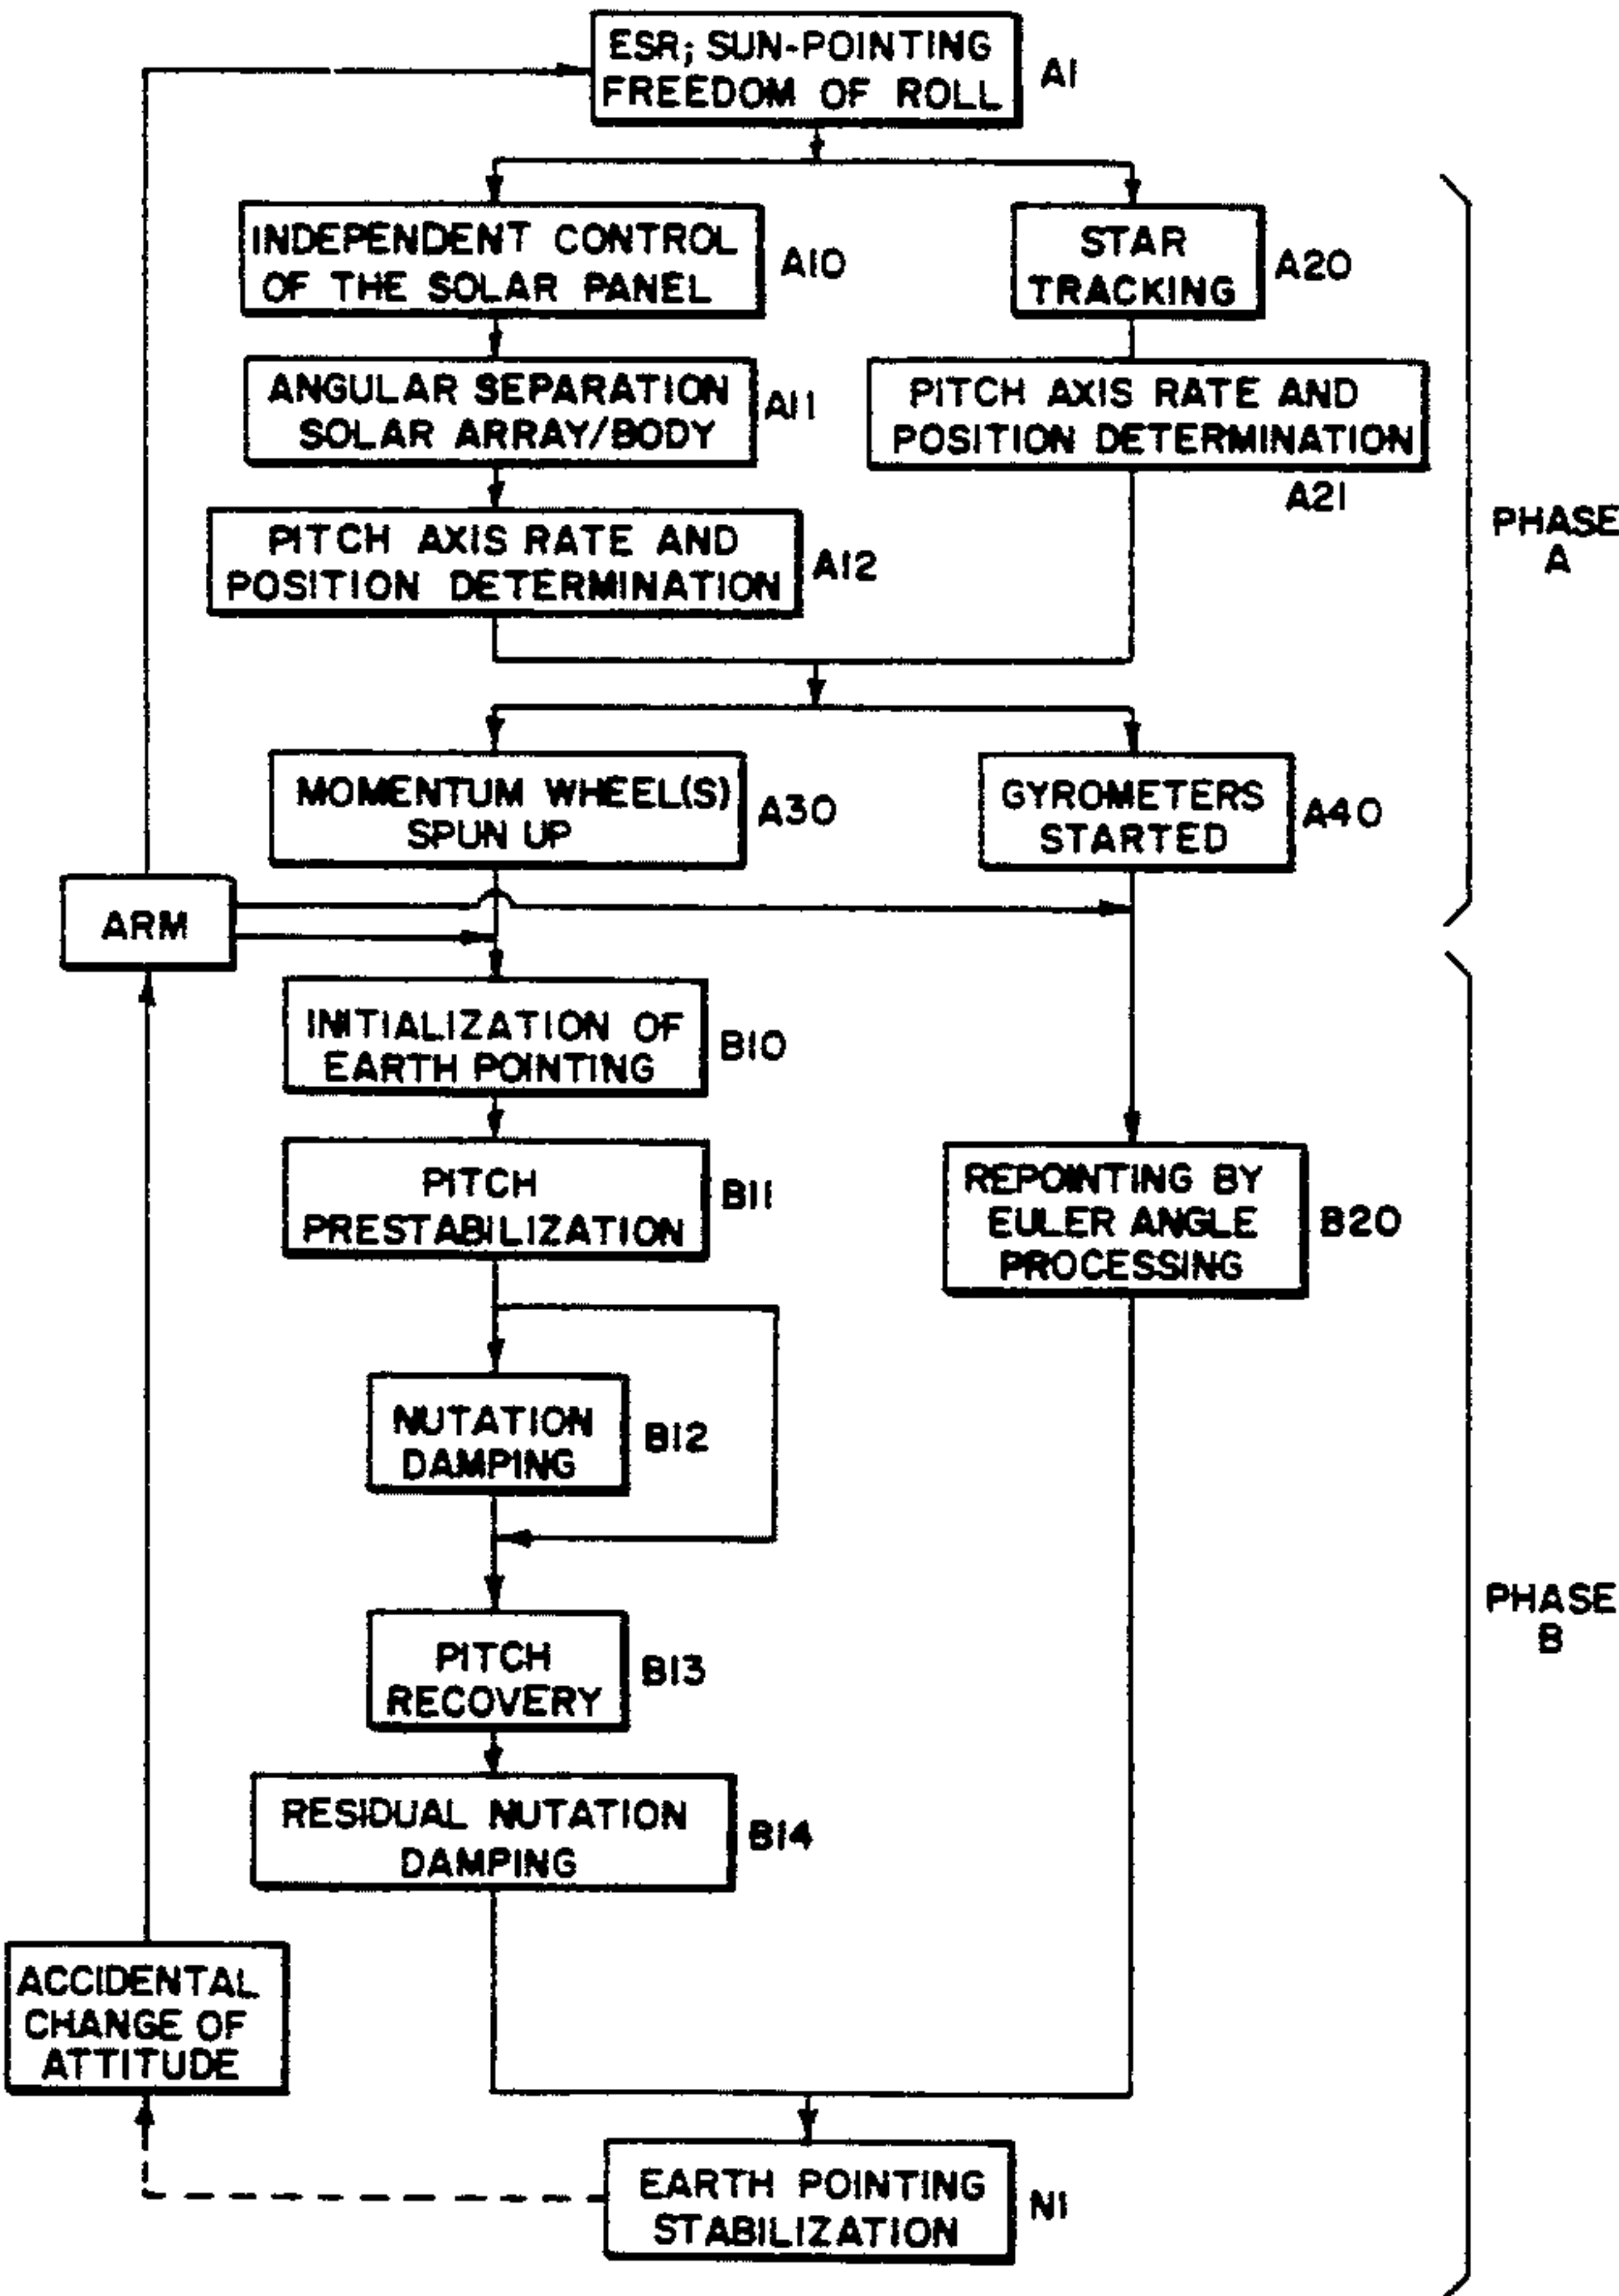 ESR; SUN-POINTING
FREEDOM OF ROLL
A1
INDEPENDENT CONTROL
OF THE SOLAR PANEL
A10
STAR
TRACKING
A20
ANGULAR SEPARATION
SOLAR ARRAY/BODY
A11
PITCH AXIS RATE AND
POSITION DETERMINATION
A21
PITCH AXIS RATE AND
POSITION DETERMINATION
A12
PHASE
A
MOMENTUM WHEEL(S)
SPUN UP
A30
GYROMETERS
STARTED
A40
ARM
INITIALIZATION OF
EARTH POINTING
B10
PITCH
PRESTABILIZATION
B11
REPOINTING BY
EULER ANGLE
PROCESSING
B20
NUTATION
DAMPING
B12
PITCH
RECOVERY
B13
PHASE
B
RESIDUAL NUTATION
DAMPING
B14
ACCIDENTAL
CHANGE OF
ATTITUDE
EARTH POINTING
STABILIZATION
N1